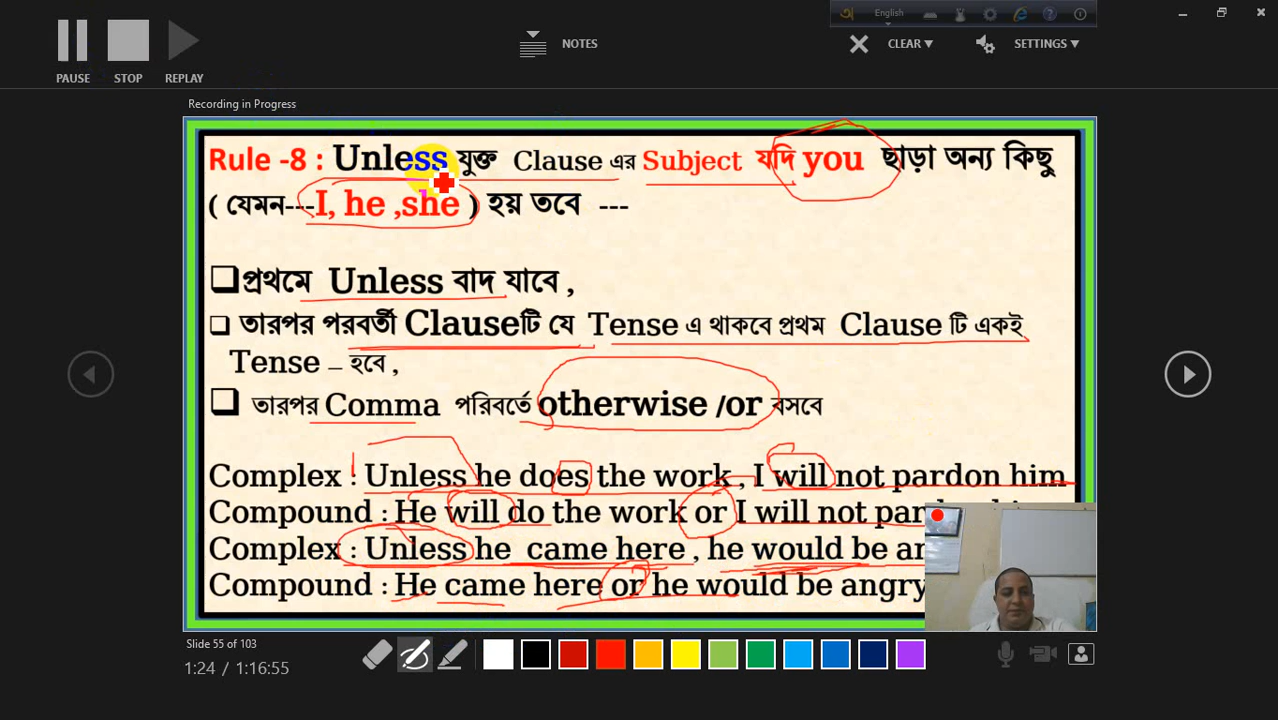 English
PAUSE STOP REPLAY
NOTES
CLEAR SETTINGS
Recording in Progress
Rule -8 : Unless যুক্ত Clause এর Subject যদি you ছাড়া অন্য কিছু
( যেমন---I, he ,she ) হয় তবে ---
প্রথমে Unless বাদ যাবে ,
তারপর পরবর্তী Clauseটি যে Tense এ থাকবে প্রথম Clause টি একই
Tense – হবে ,
তারপর Comma পরিবর্তে otherwise /or বসবে
Complex : Unless he does the work , I will not pardon him
Compound : He will do the work or I will not par
Complex : Unless he came here , he would be an
Compound : He came here or he would be angry
Slide 55 of 103
1:24 / 1:16:55